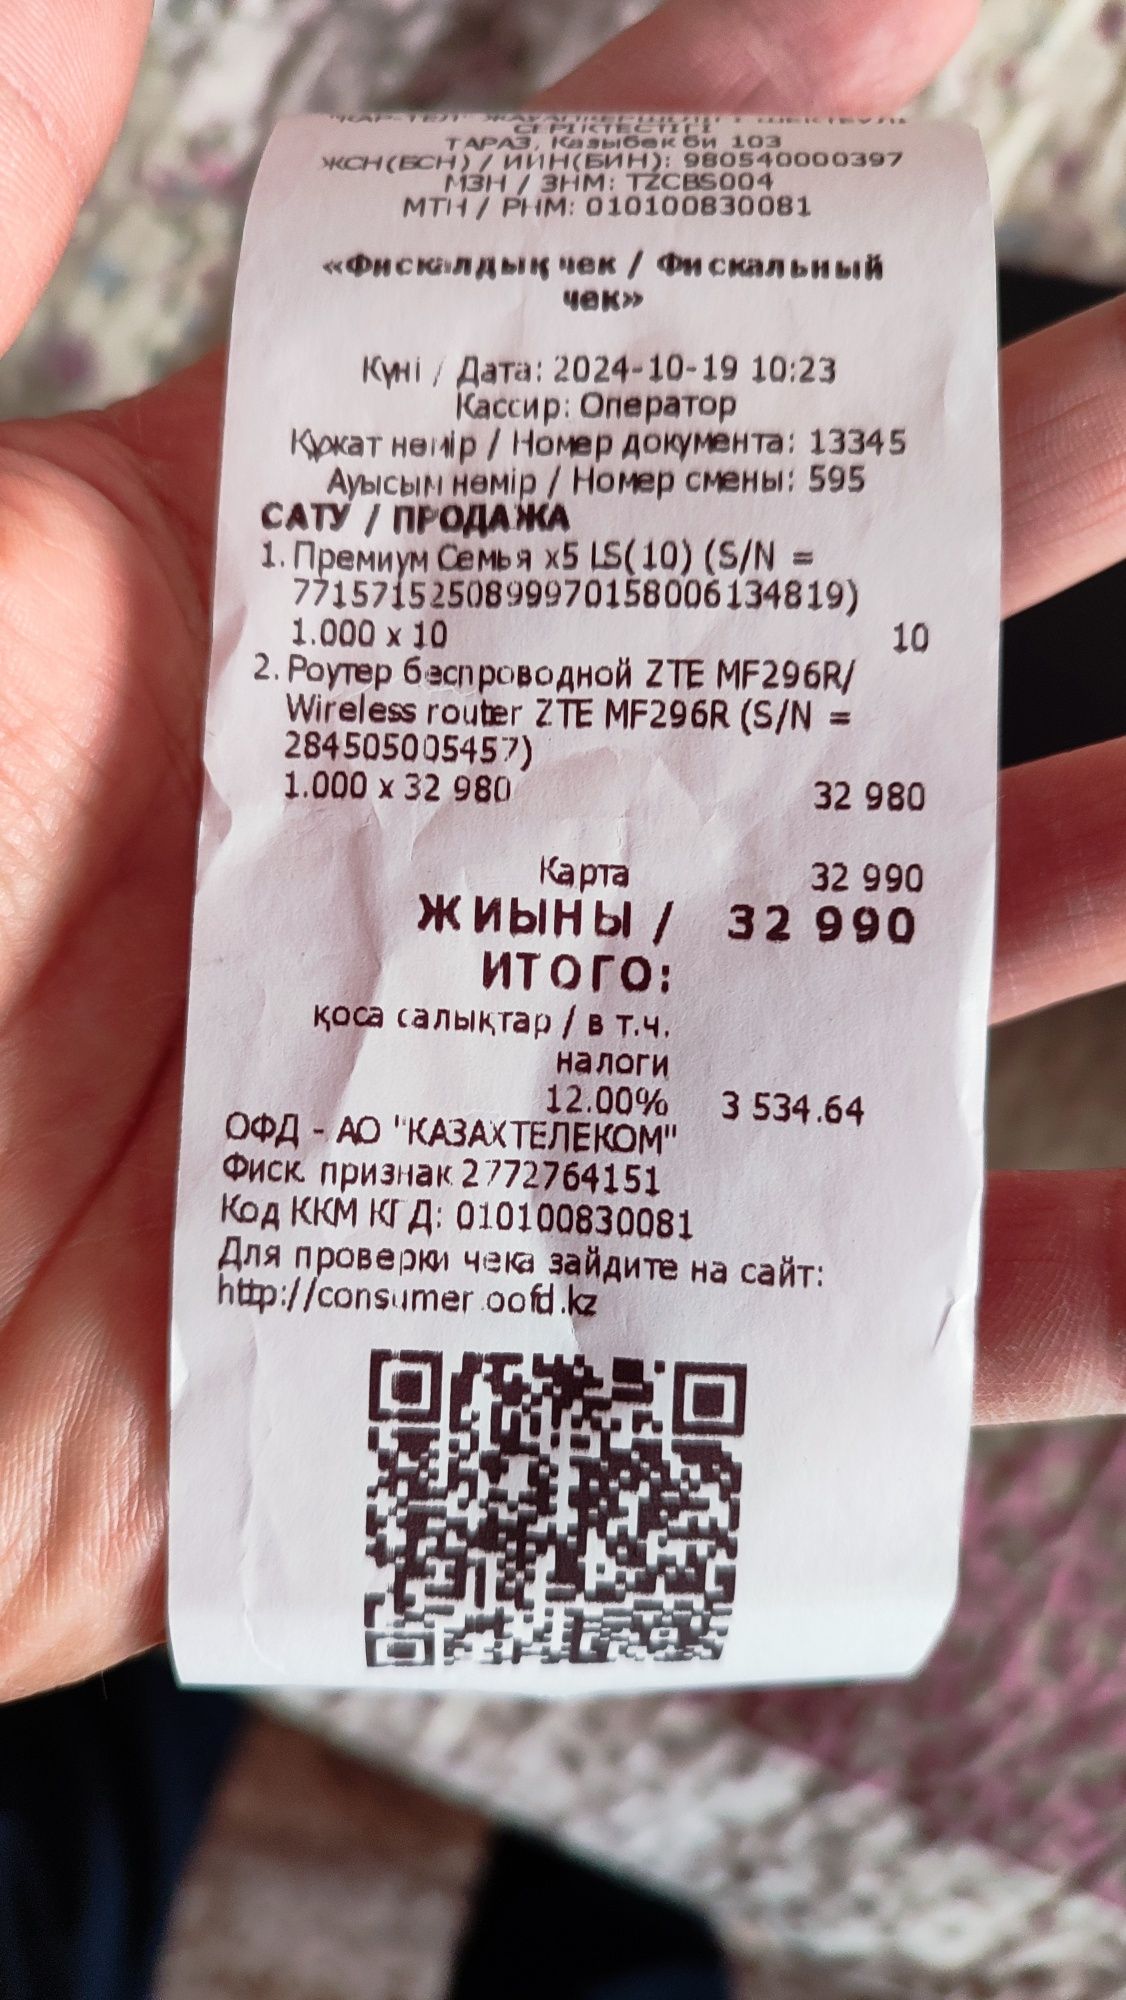 "КАР-ТЕЛ" ЖАУАПКЕРШІЛІГІ ШЕКТЕУЛІ
СЕРІКТЕСТІГІ
ТАРАЗ, Казыбек би 103
ЖСН(БСН) / ИИН(БИН): 980540000397
МЗН / ЗНМ: TZCBS004
МТН / РНМ: 010100830081
«Фискалдық чек / Фискальный
чек»
Күні / Дата: 2024-10-19 10:23
Кассир: Оператор
Құжат нөмір / Номер документа: 13345
Ауысым нөмір / Номер смены: 595
САТУ / ПРОДАЖА
1. Премиум Семья x5 LS(10) (S/N =
7715715250899970158006134819)
1.000 x 10 10
2. Роутер беспроводной ZTE MF296R/
Wireless router ZTE MF296R (S/N =
284505005457)
1.000 x 32 980 32 980
Карта 32 990
ЖИЫНЫ / 32 990
ИТОГО:
қоса салықтар / в т.ч.
налоги
12.00% 3 534.64
ОФД - АО "КАЗАХТЕЛЕКОМ"
Фиск. признак 2772764151
Код ККМ КГД: 010100830081
Для проверки чека зайдите на сайт:
http://consumer.oofd.kz